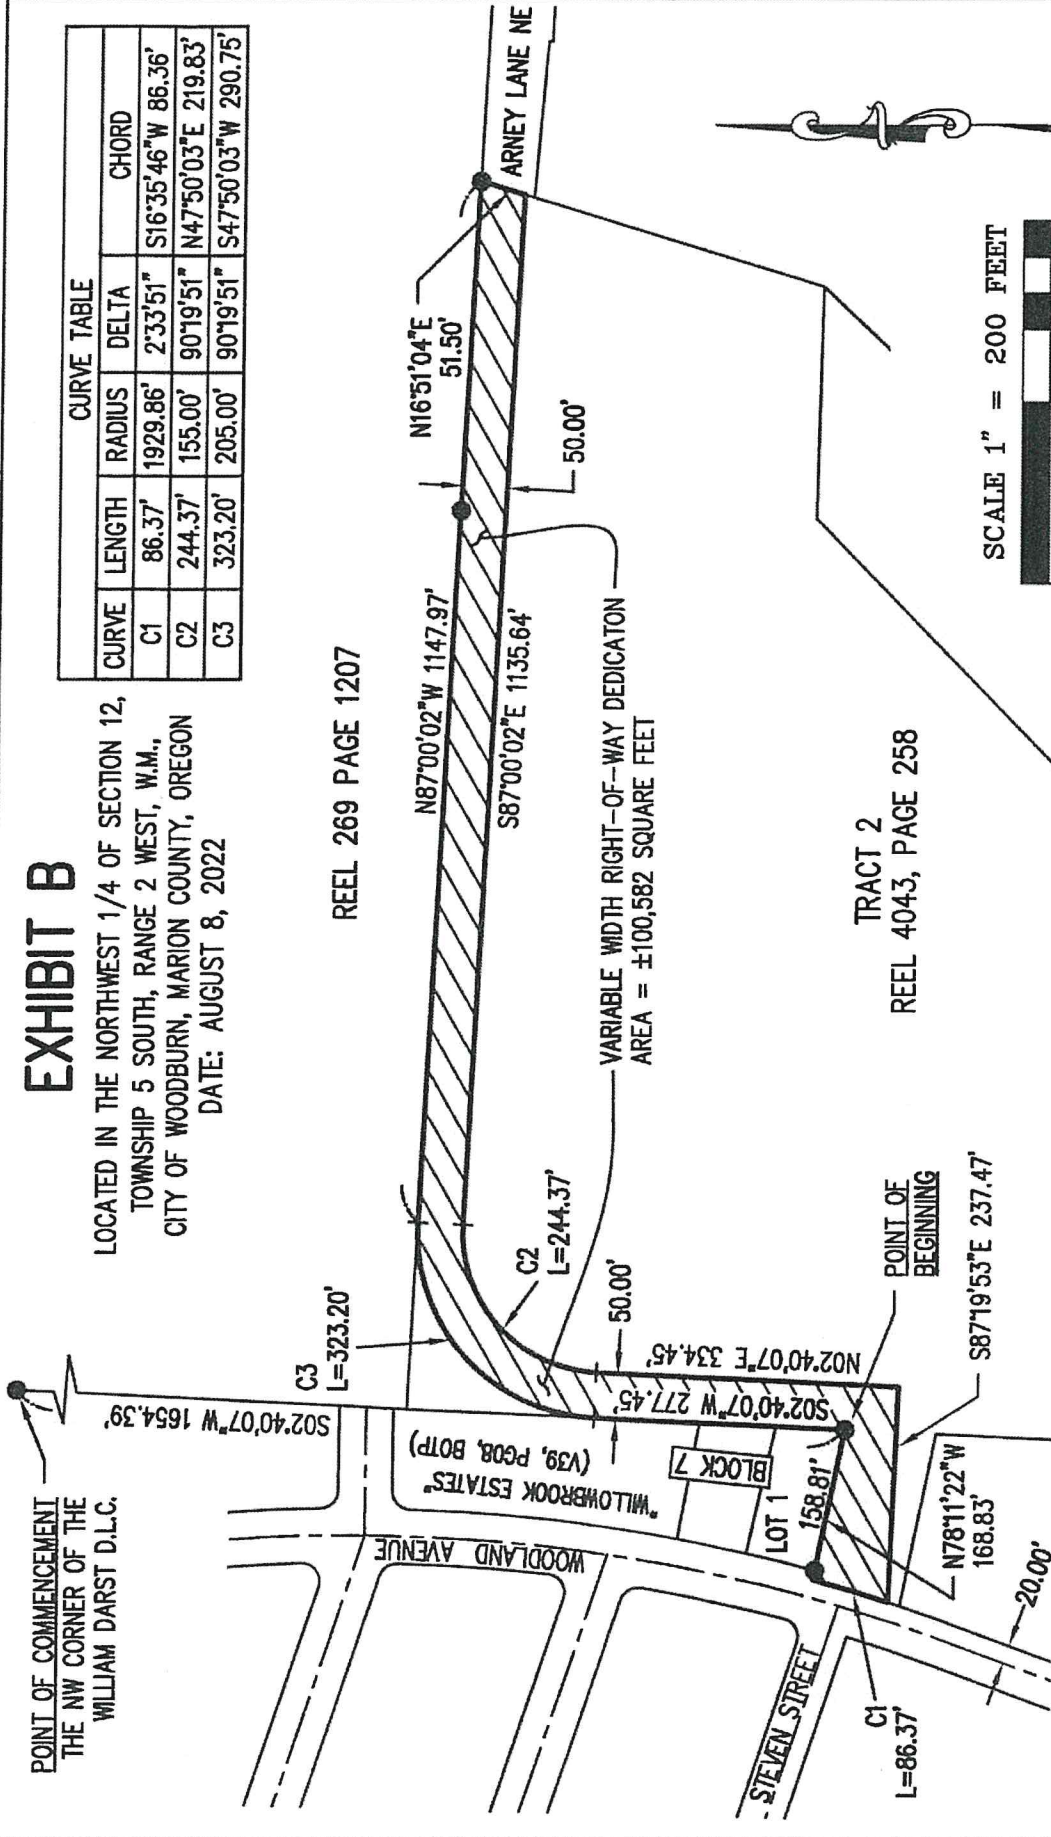 EXHIBIT B
LOCATED IN THE NORTHWEST 1/4 OF SECTION 12,
TOWNSHIP 5 SOUTH, RANGE 2 WEST, W.M.,
CITY OF WOODBURN, MARION COUNTY, OREGON
DATE: AUGUST 8, 2022
CURVE TABLE
CURVE LENGTH RADIUS DELTA CHORD
C1 86.37' 1929.86' 2°33'51" S16°35'46"W 86.36'
C2 244.37' 155.00' 90°19'51" N47°50'03"E 219.83'
C3 323.20' 205.00' 90°19'51" S47°50'03"W 290.75'
POINT OF COMMENCEMENT
THE NW CORNER OF THE
WILLIAM DARST D.L.C.
S02°40'07"W 1654.39'
C3
L=323.20'
REEL 269 PAGE 1207
N87°00'02"W 1147.97'
S87°00'02"E 1135.64'
N16°51'04"E
51.50'
ARNEY LANE NE
50.00'
C2
L=244.37'
VARIABLE WIDTH RIGHT-OF-WAY DEDICATON
AREA = ±100,582 SQUARE FEET
50.00'
"WILLOWBROOK ESTATES"
(V39, PG08, BOTP)
BLOCK 7
LOT 1
WOODLAND AVENUE
STEVEN STREET
S02°40'07"W 277.45'
N02°40'07"E 334.45'
158.81'
POINT OF
BEGINNING
S87°19'53"E 237.47'
N78°11'22"W
168.83'
C1
L=86.37'
20.00'
TRACT 2
REEL 4043, PAGE 258
SCALE 1" = 200 FEET